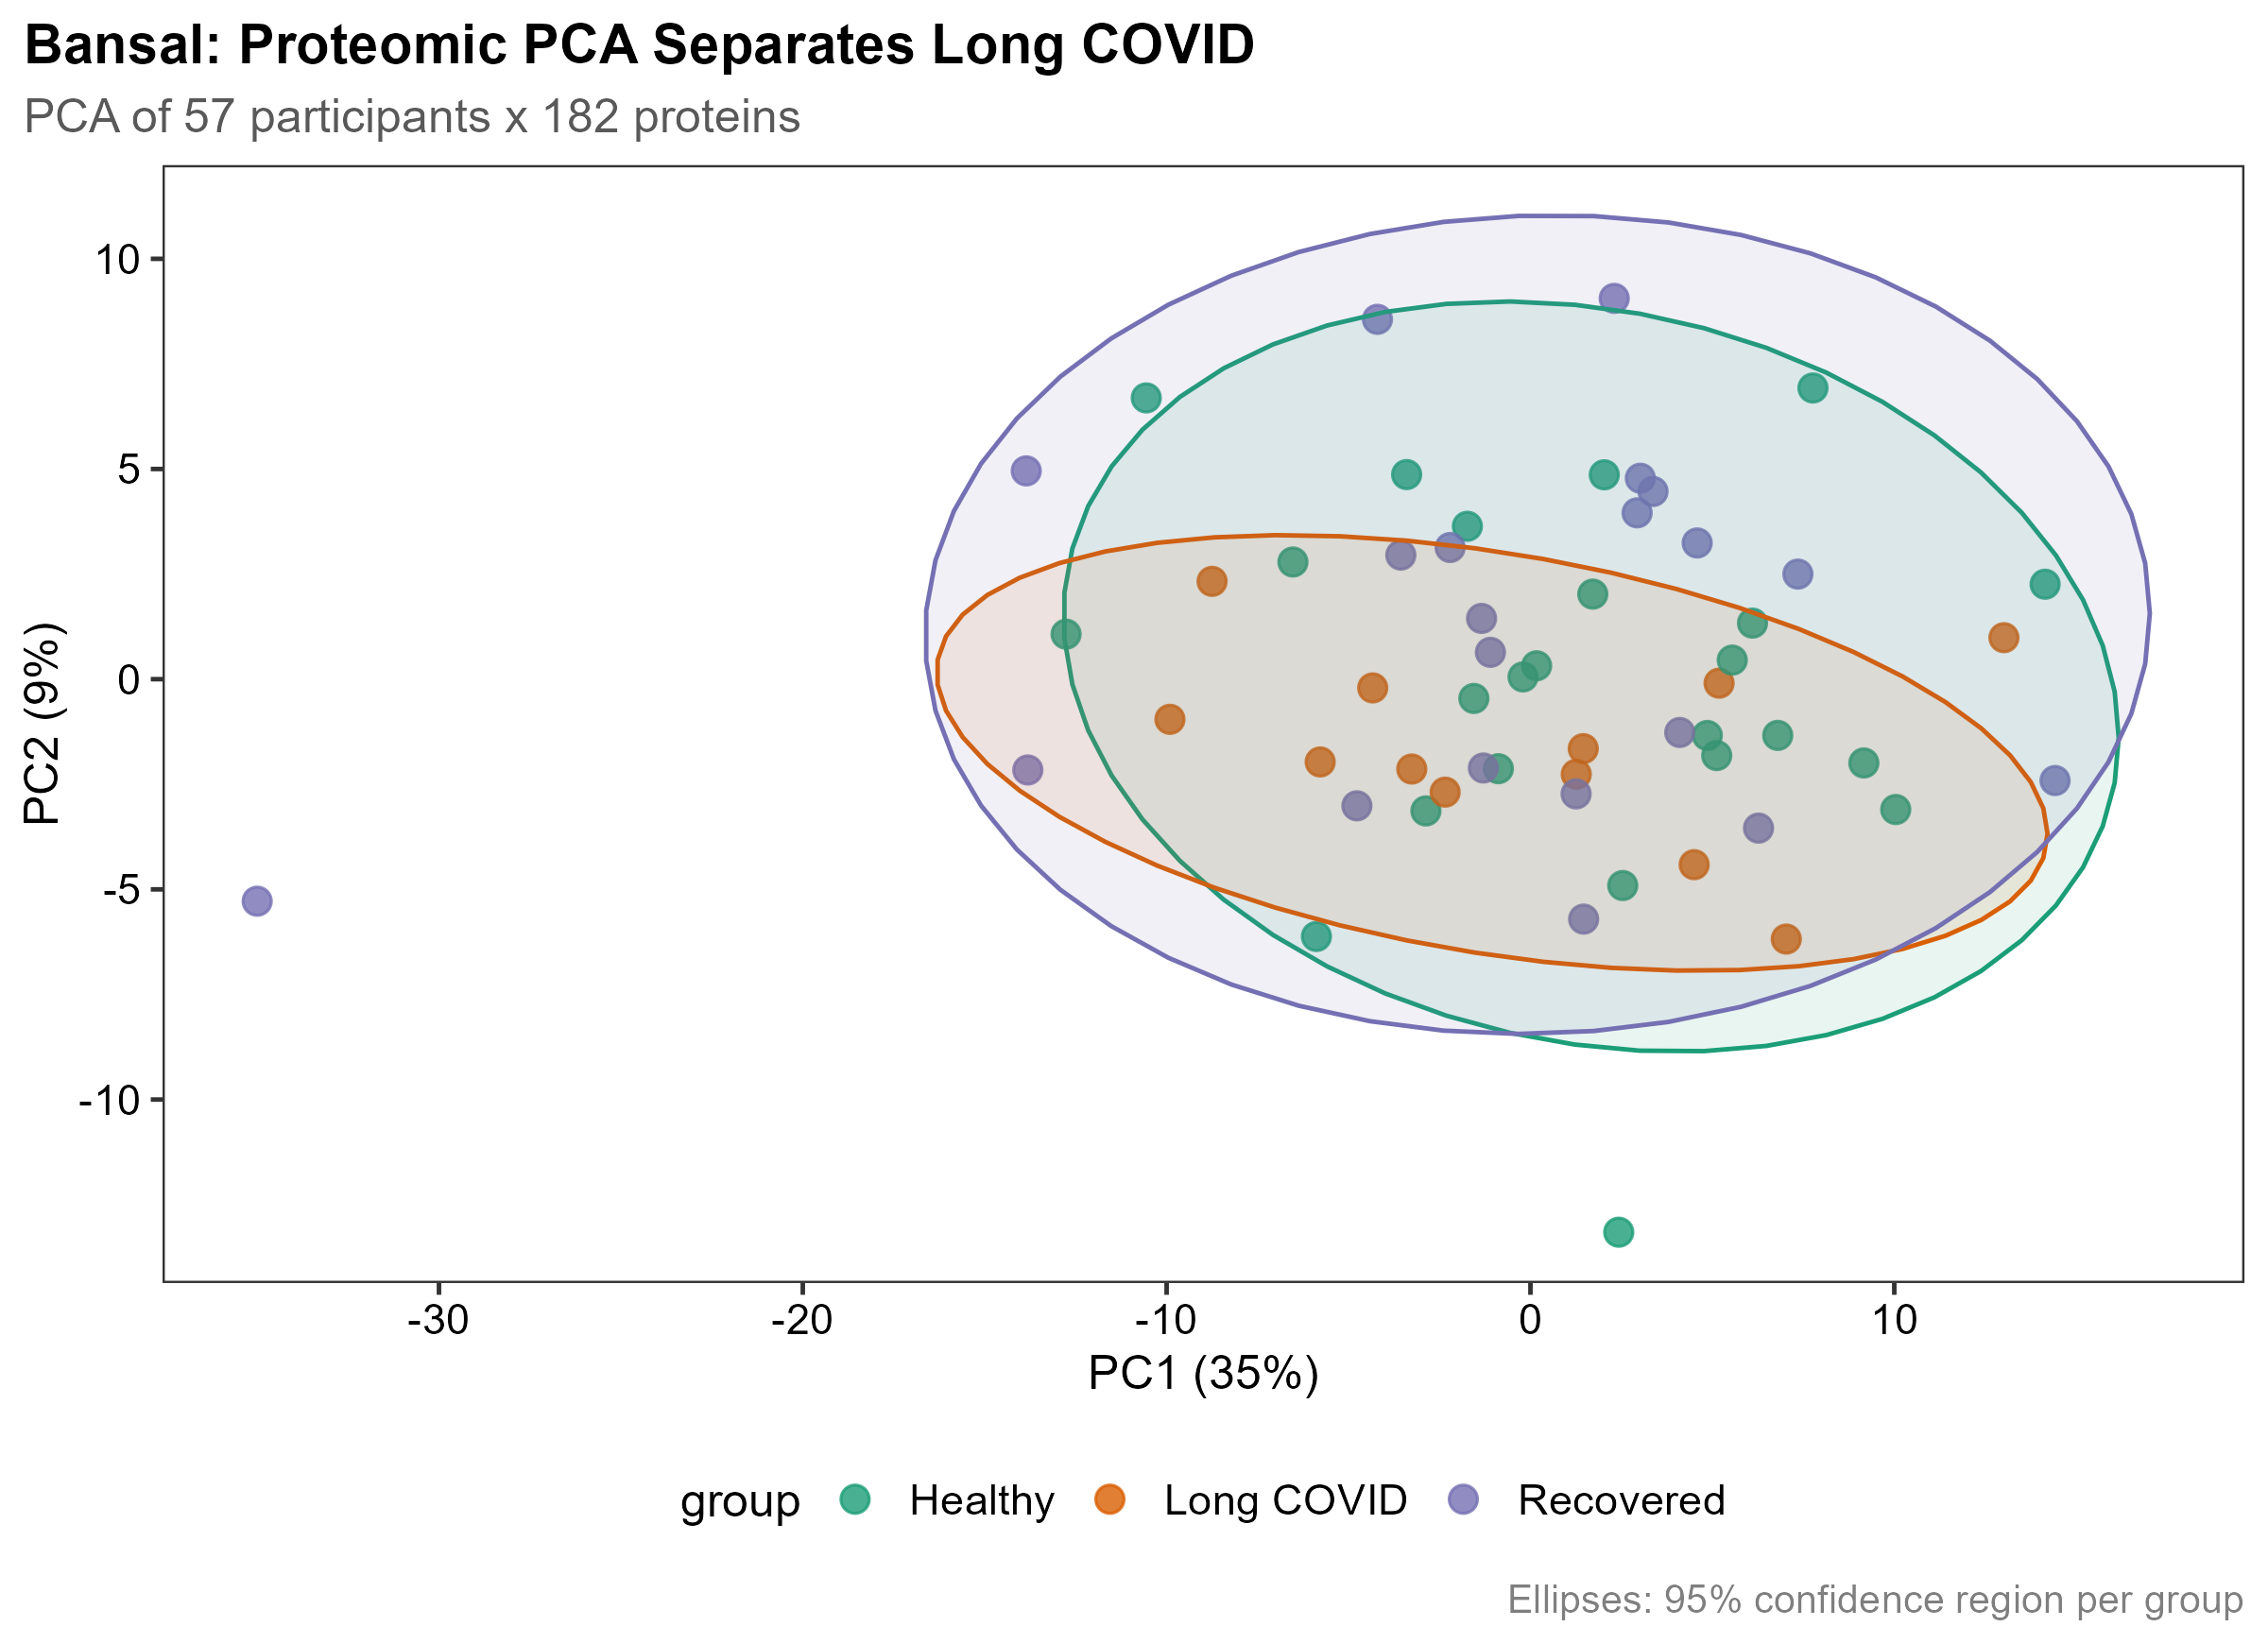 Bansal: Proteomic PCA Separates Long COVID
PCA of 57 participants x 182 proteins
10
5
0
-5
-10
PC2 (9%)
-30 -20 -10 0 10
PC1 (35%)
group Healthy Long COVID Recovered
Ellipses: 95% confidence region per group